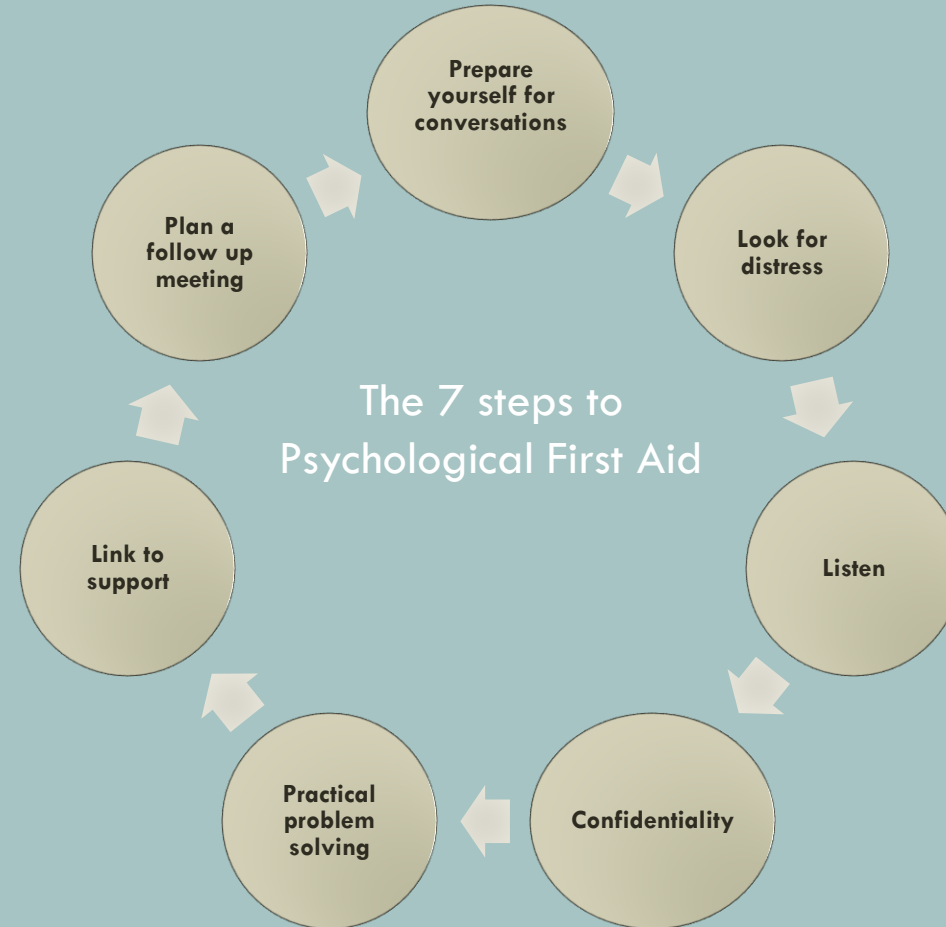 Prepare
yourself for
conversations
Look for
distress
Listen
Confidentiality
Practical
problem
solving
Link to
support
Plan a
follow up
meeting
The 7 steps to
Psychological First Aid